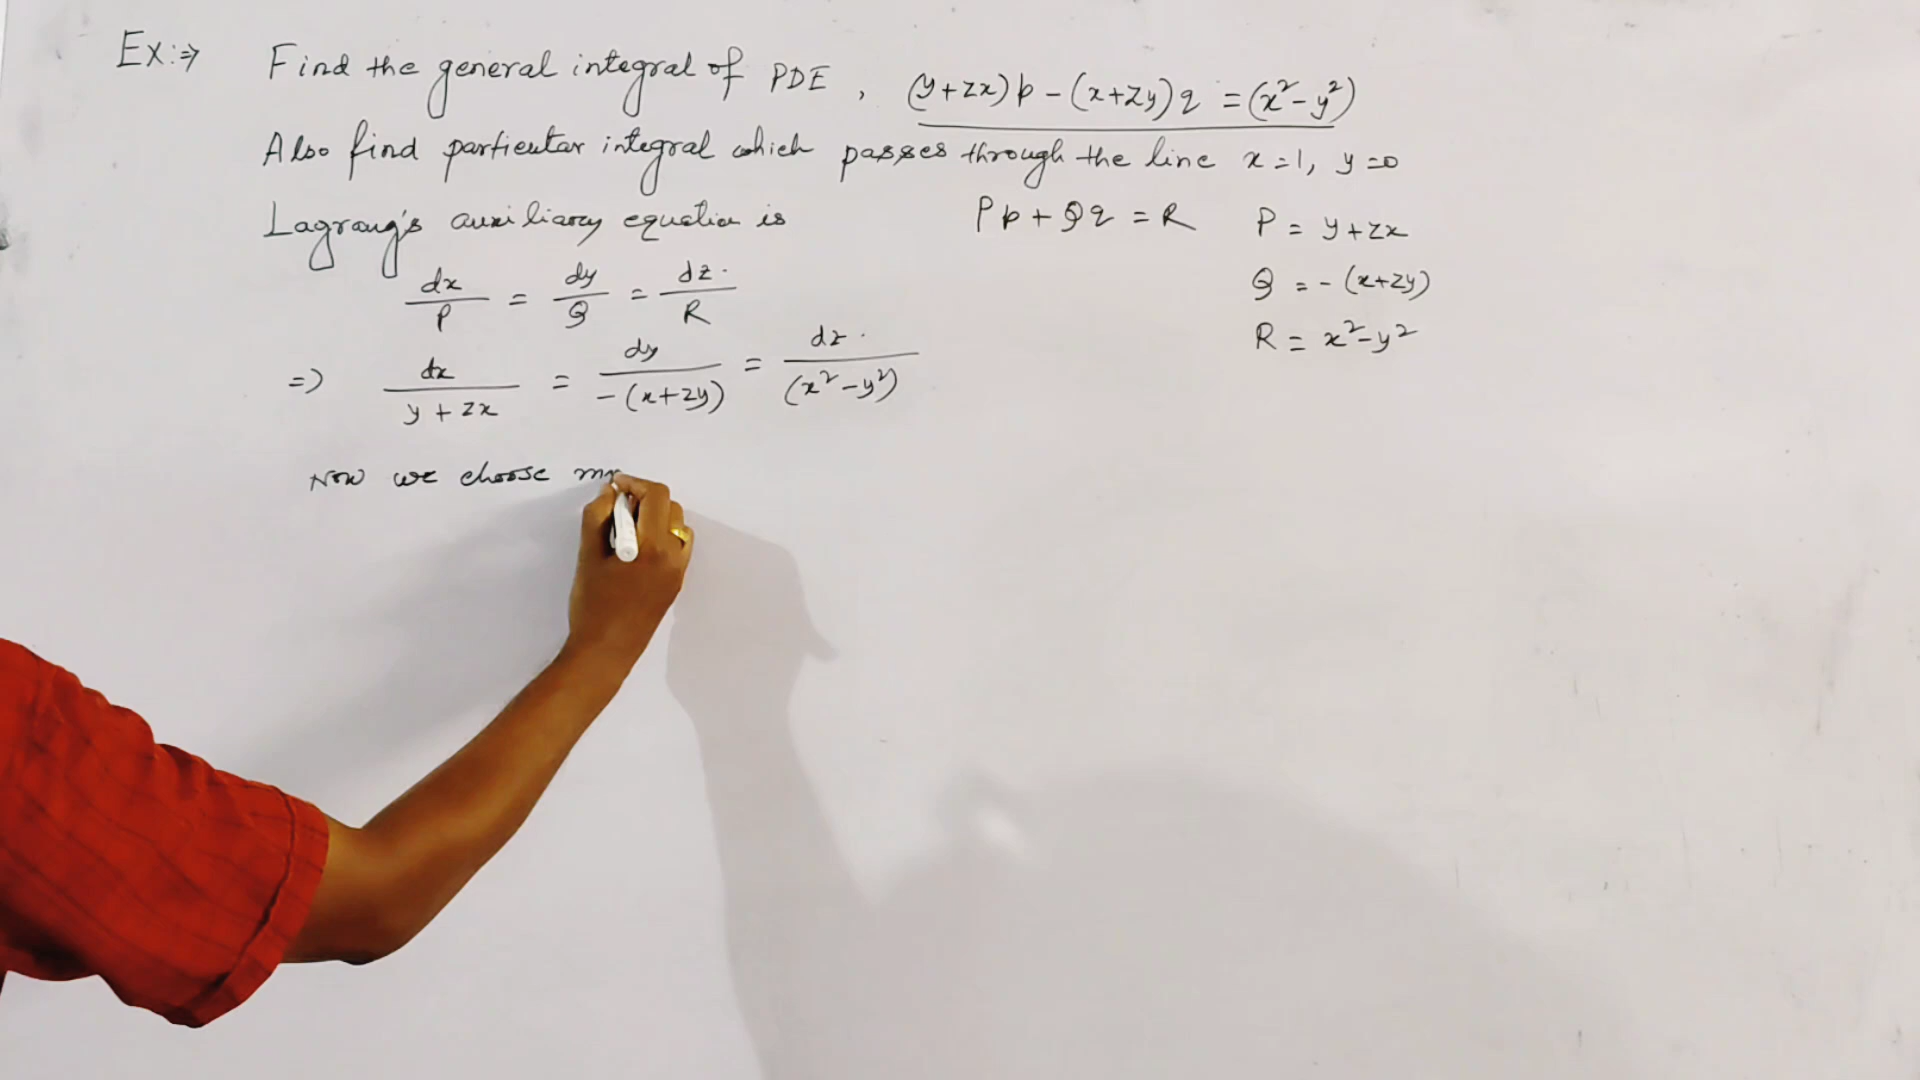 Ex:⇒ Find the general integral of PDE, (y+zx)p - (x+zy)q = (x²-y²)
Also find particular integral which passes through the line x=1, y=0
Lagrang's auxiliary equation is
Pp + Qq = R
P = y+zx
Q = -(x+zy)
R = x²-y²
dx/P = dy/Q = dz/R
=> dx/(y+zx) = dy/-(x+zy) = dz/(x²-y²)
Now we choose